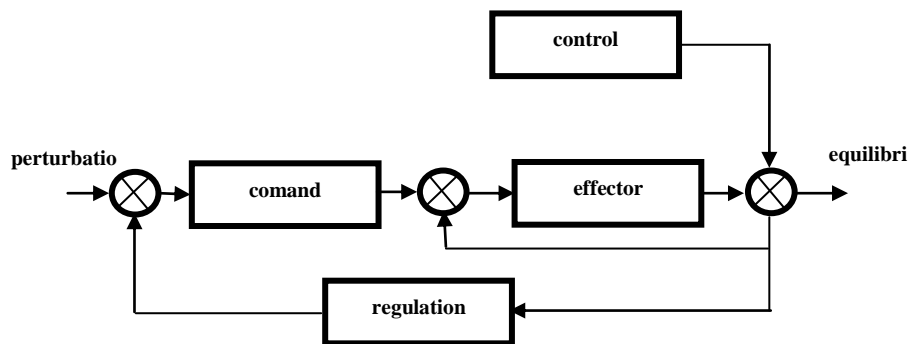 control
perturbatio
equilibri
comand
effector
regulation